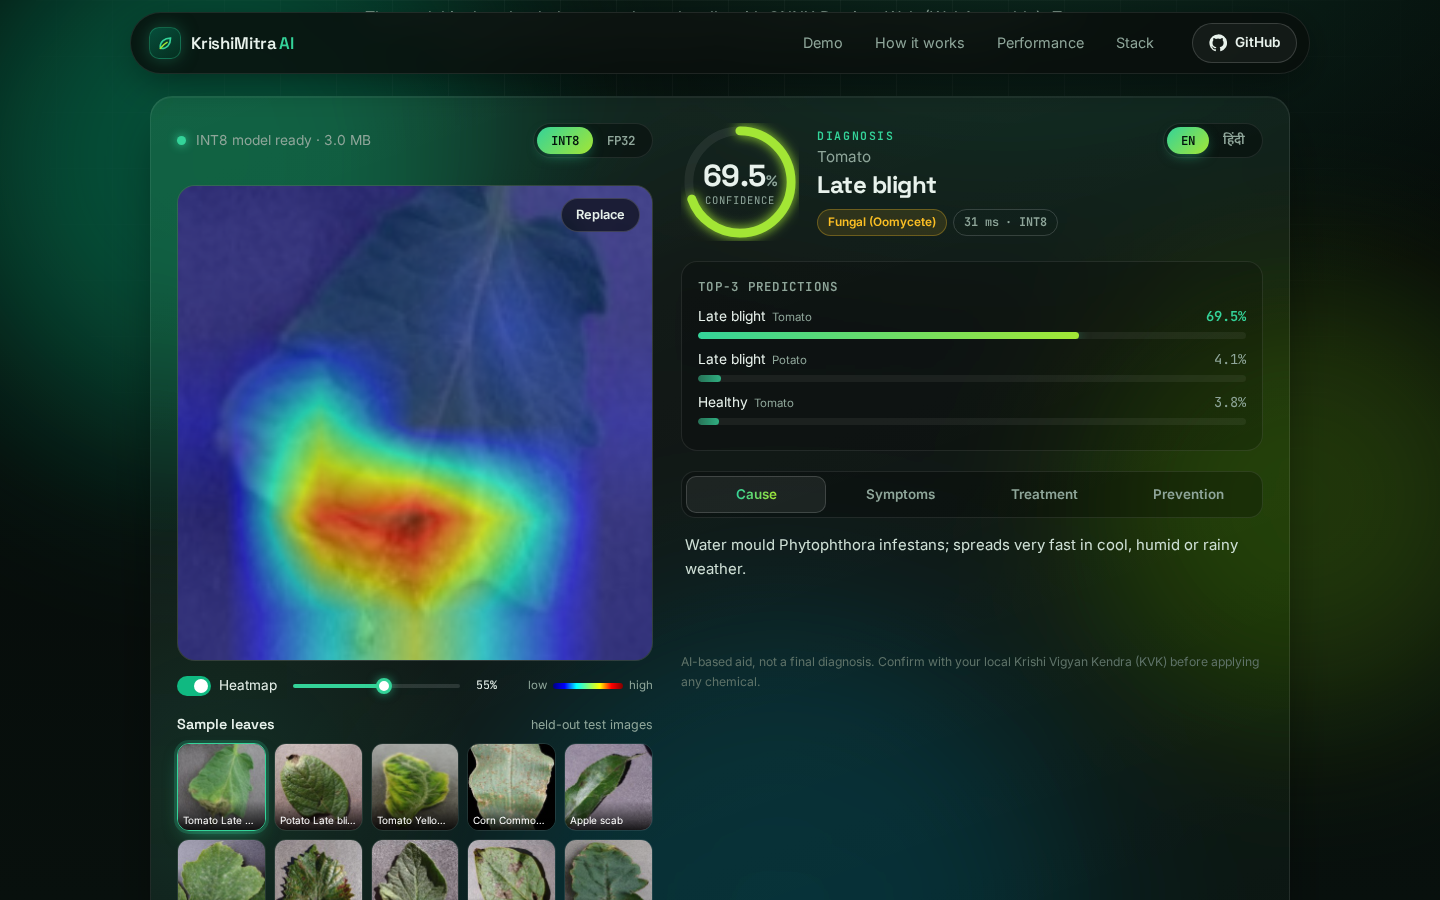 KrishiMitra AI
Demo
How it works
Performance
Stack
GitHub
INT8 model ready · 3.0 MB
INT8
FP32
Replace
69.5%
CONFIDENCE
DIAGNOSIS
Tomato
Late blight
Fungal (Oomycete)
31 ms · INT8
EN
हिंदी
TOP-3 PREDICTIONS
Late blight Tomato 69.5%
Late blight Potato 4.1%
Healthy Tomato 3.8%
Cause
Symptoms
Treatment
Prevention
Water mould Phytophthora infestans; spreads very fast in cool, humid or rainy
weather.
AI-based aid, not a final diagnosis. Confirm with your local Krishi Vigyan Kendra (KVK) before applying
any chemical.
Heatmap
55%
low
high
Sample leaves
held-out test images
Tomato Late ...
Potato Late bli...
Tomato Yello...
Corn Commo...
Apple scab